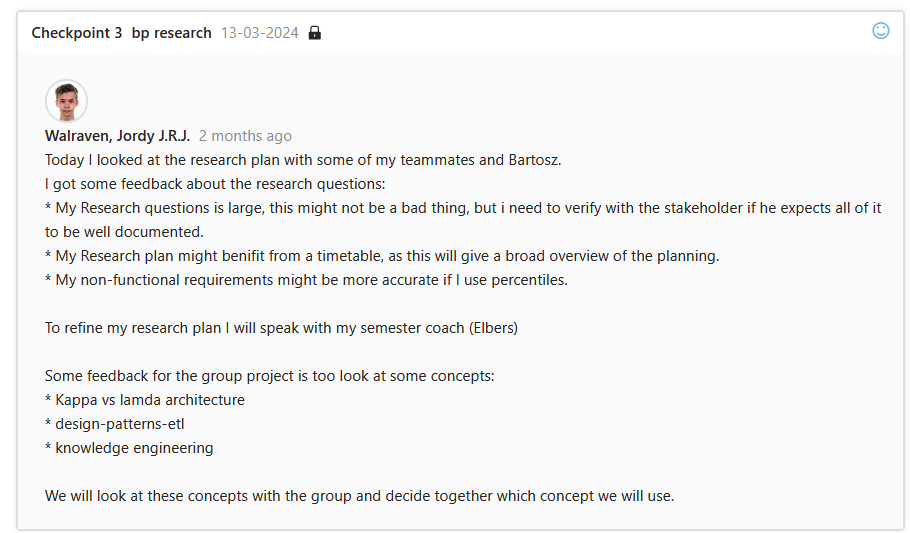 Checkpoint 3 bp research 13-03-2024
Walraven, Jordy J.R.J. 2 months ago
Today I looked at the research plan with some of my teammates and Bartosz.
I got some feedback about the research questions:
* My Research questions is large, this might not be a bad thing, but i need to verify with the stakeholder if he expects all of it
to be well documented.
* My Research plan might benifit from a timetable, as this will give a broad overview of the planning.
* My non-functional requirements might be more accurate if I use percentiles.
To refine my research plan I will speak with my semester coach (Elbers)
Some feedback for the group project is too look at some concepts:
* Kappa vs lamda architecture
* design-patterns-etl
* knowledge engineering
We will look at these concepts with the group and decide together which concept we will use.